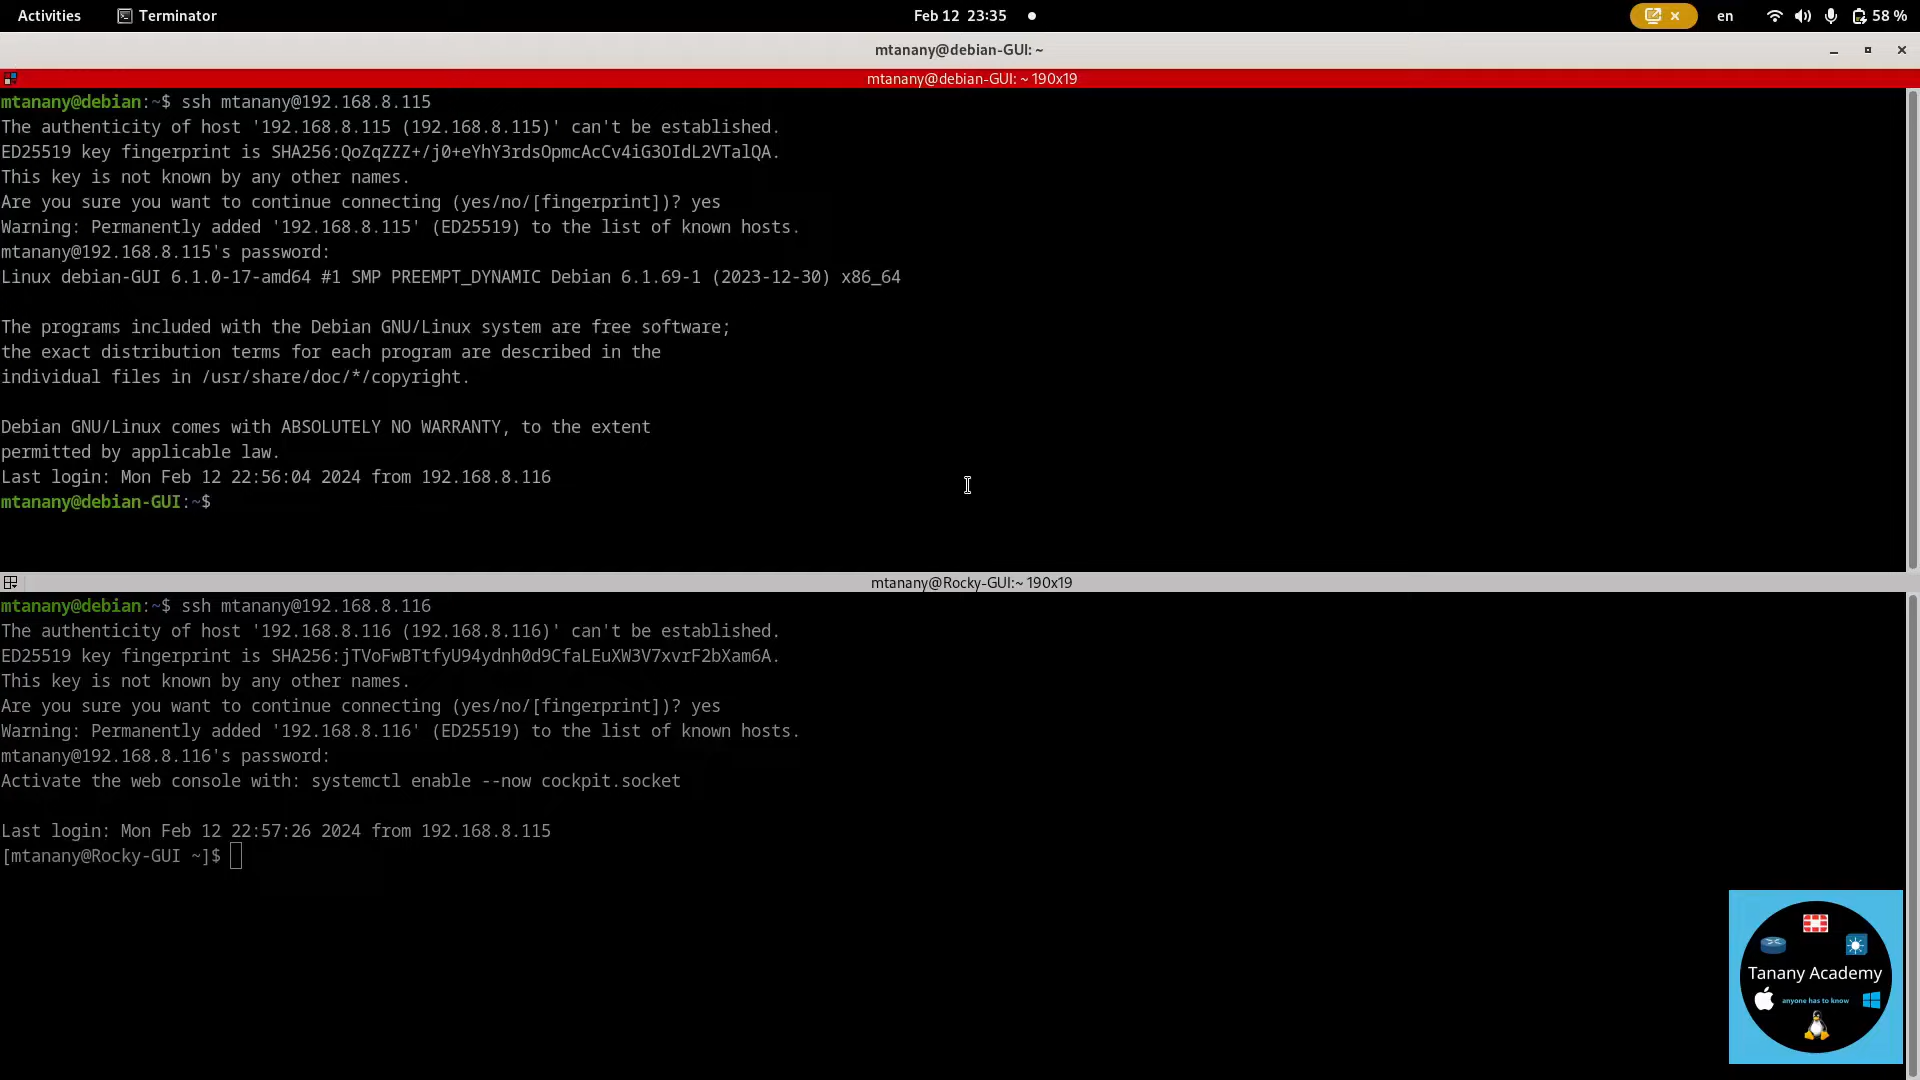 Activities
Terminator
Feb 12 23:35
en
58 %
mtanany@debian-GUI: ~
mtanany@debian-GUI: ~ 190x19
mtanany@debian:~$ ssh mtanany@192.168.8.115
The authenticity of host '192.168.8.115 (192.168.8.115)' can't be established.
ED25519 key fingerprint is SHA256:QoZqZZZ+/j0+eYhY3rdsOpmcAcCv4iG3OIdL2VTalQA.
This key is not known by any other names.
Are you sure you want to continue connecting (yes/no/[fingerprint])? yes
Warning: Permanently added '192.168.8.115' (ED25519) to the list of known hosts.
mtanany@192.168.8.115's password:
Linux debian-GUI 6.1.0-17-amd64 #1 SMP PREEMPT_DYNAMIC Debian 6.1.69-1 (2023-12-30) x86_64
The programs included with the Debian GNU/Linux system are free software;
the exact distribution terms for each program are described in the
individual files in /usr/share/doc/*/copyright.
Debian GNU/Linux comes with ABSOLUTELY NO WARRANTY, to the extent
permitted by applicable law.
Last login: Mon Feb 12 22:56:04 2024 from 192.168.8.116
mtanany@debian-GUI:~$
mtanany@Rocky-GUI:~ 190x19
mtanany@debian:~$ ssh mtanany@192.168.8.116
The authenticity of host '192.168.8.116 (192.168.8.116)' can't be established.
ED25519 key fingerprint is SHA256:jTVoFwBTtfyU94ydnh0d9CfaLEuXW3V7xvrF2bXam6A.
This key is not known by any other names.
Are you sure you want to continue connecting (yes/no/[fingerprint])? yes
Warning: Permanently added '192.168.8.116' (ED25519) to the list of known hosts.
mtanany@192.168.8.116's password:
Activate the web console with: systemctl enable --now cockpit.socket
Last login: Mon Feb 12 22:57:26 2024 from 192.168.8.115
[mtanany@Rocky-GUI ~]$
Tanany Academy
anyone has to know